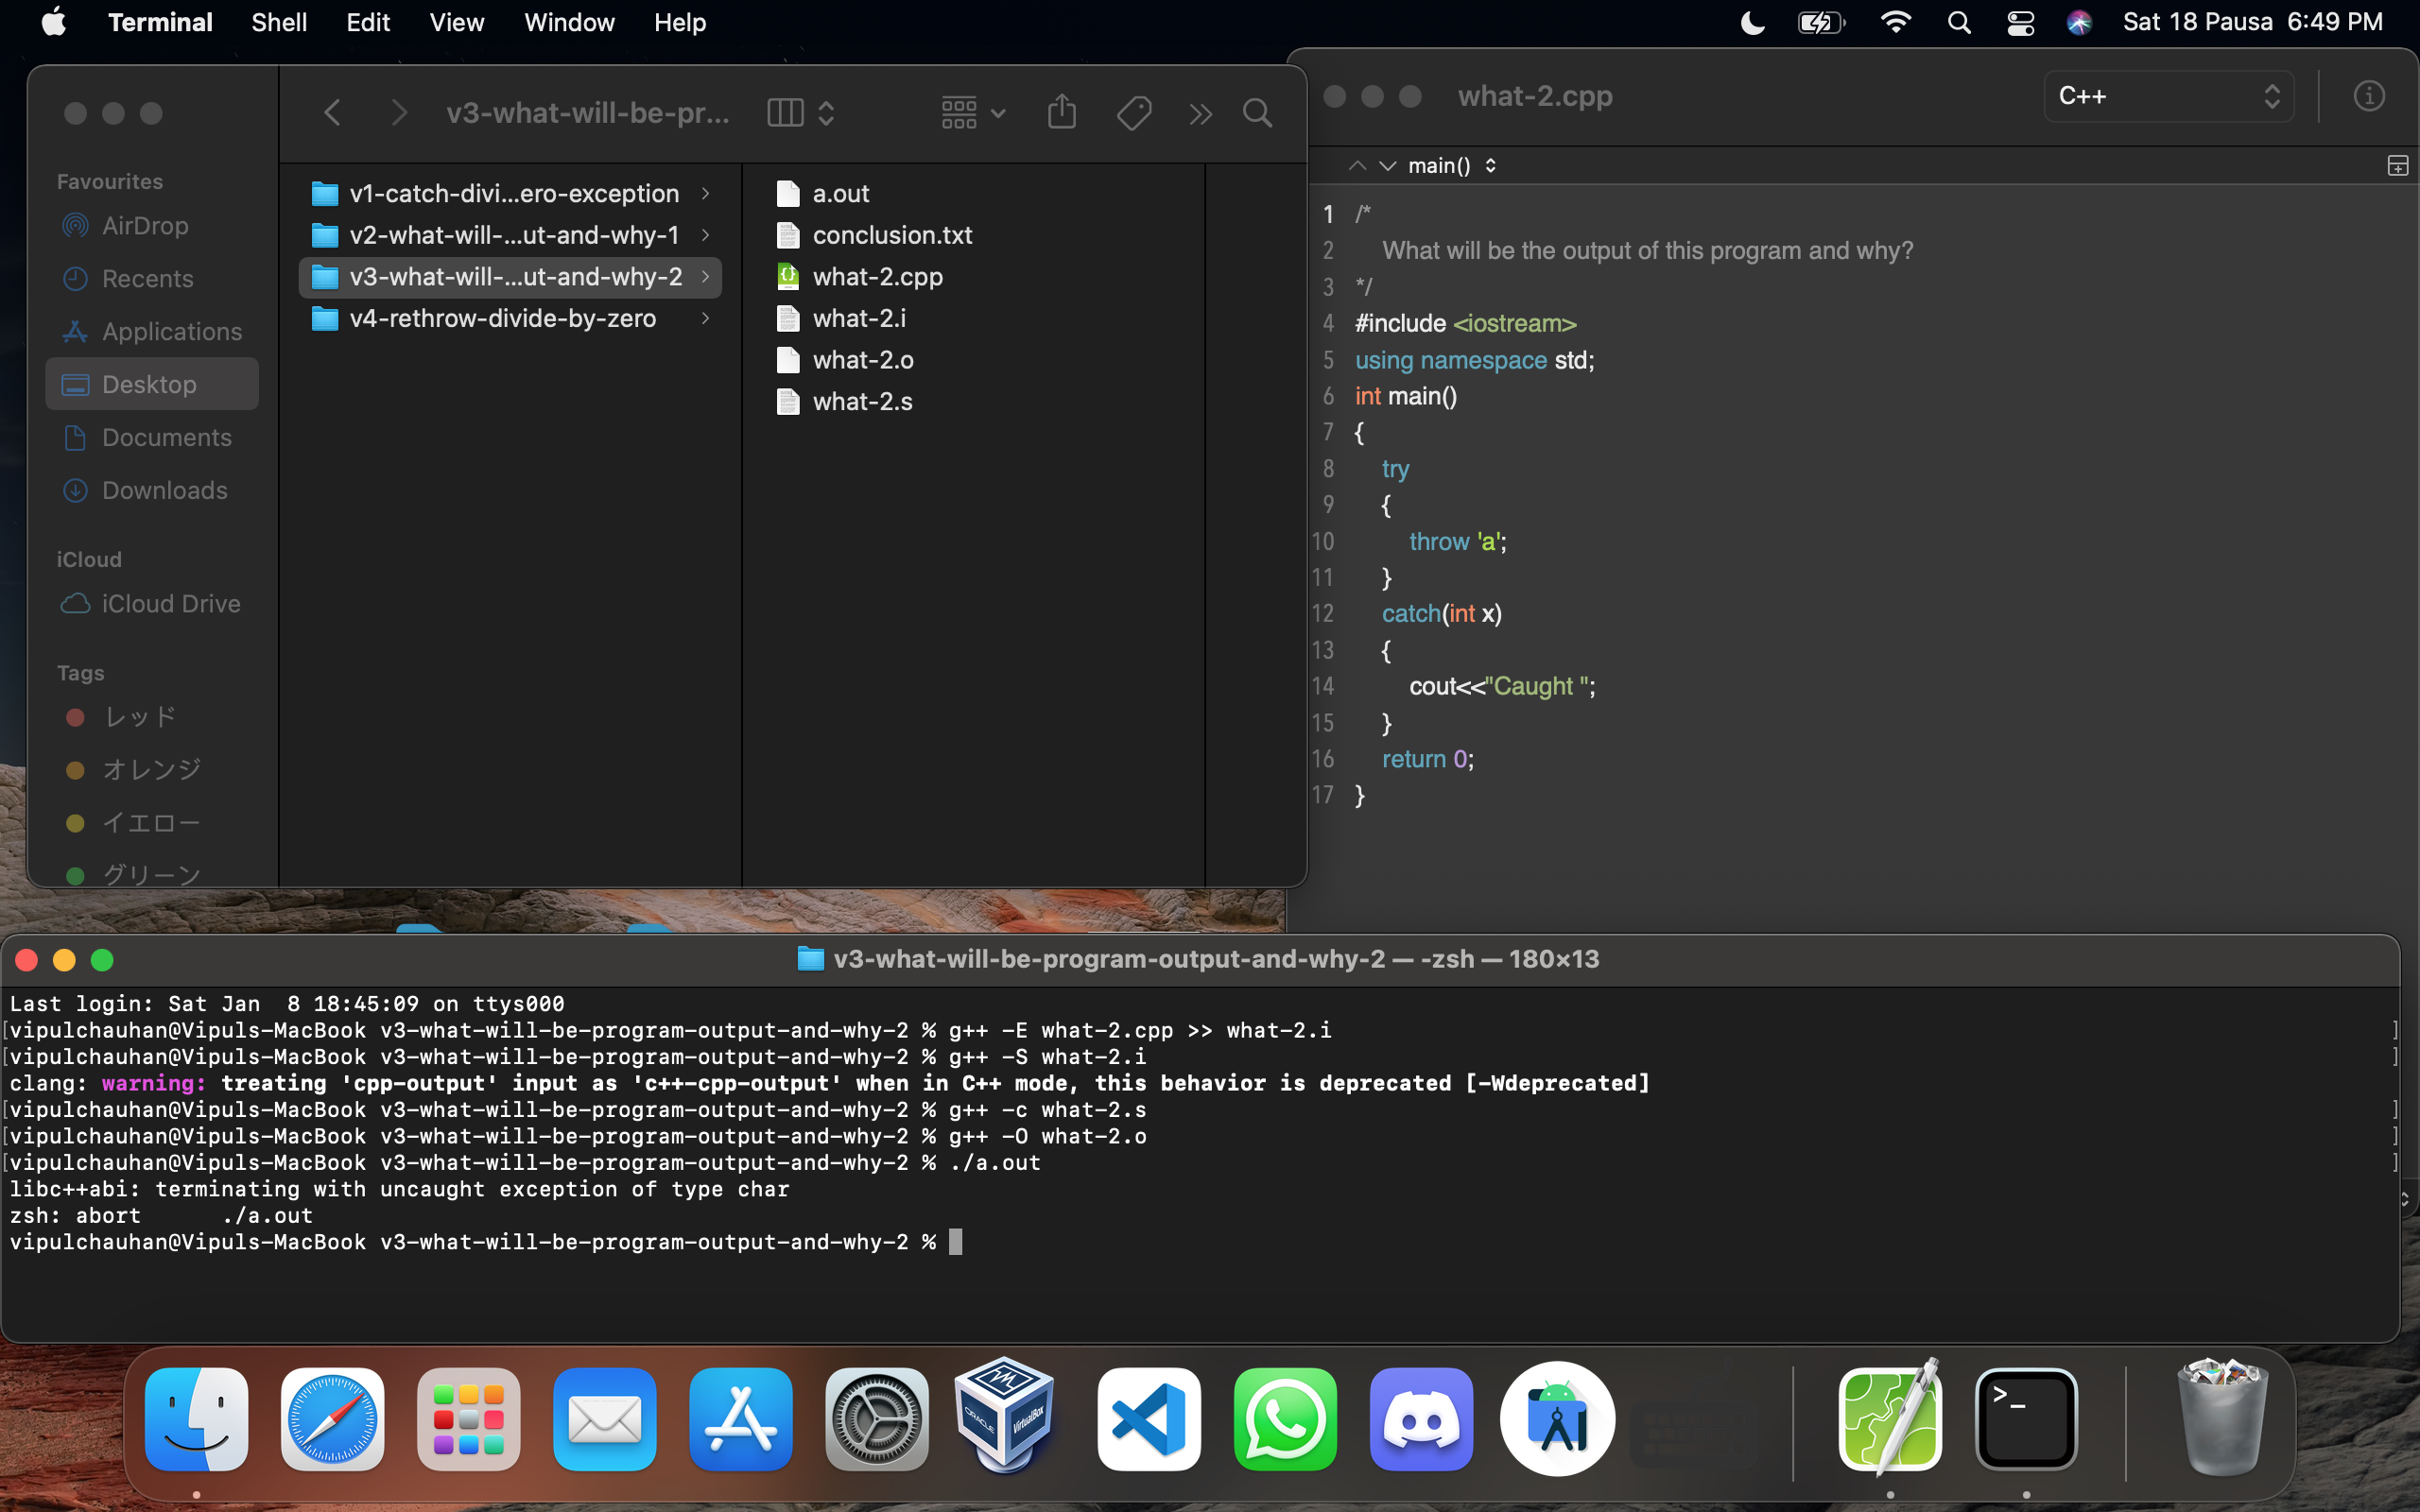 Terminal Shell Edit View Window Help Sat 18 Pausa 6:49 PM
v3-what-will-be-pr...
Favourites
AirDrop
Recents
Applications
Desktop
Documents
Downloads
iCloud
iCloud Drive
Tags
レッド
オレンジ
イエロー
グリーン
v1-catch-divi...ero-exception
v2-what-will-...ut-and-why-1
v3-what-will-...ut-and-why-2
v4-rethrow-divide-by-zero
a.out
conclusion.txt
what-2.cpp
what-2.i
what-2.o
what-2.s
what-2.cpp C++
main()
1 /*
2 What will be the output of this program and why?
3 */
4 #include <iostream>
5 using namespace std;
6 int main()
7 {
8 try
9 {
10 throw 'a';
11 }
12 catch(int x)
13 {
14 cout<<"Caught ";
15 }
16 return 0;
17 }
v3-what-will-be-program-output-and-why-2 — -zsh — 180×13
Last login: Sat Jan  8 18:45:09 on ttys000
[vipulchauhan@Vipuls-MacBook v3-what-will-be-program-output-and-why-2 % g++ -E what-2.cpp >> what-2.i ]
[vipulchauhan@Vipuls-MacBook v3-what-will-be-program-output-and-why-2 % g++ -S what-2.i ]
clang: warning: treating 'cpp-output' input as 'c++-cpp-output' when in C++ mode, this behavior is deprecated [-Wdeprecated]
[vipulchauhan@Vipuls-MacBook v3-what-will-be-program-output-and-why-2 % g++ -c what-2.s ]
[vipulchauhan@Vipuls-MacBook v3-what-will-be-program-output-and-why-2 % g++ -O what-2.o ]
[vipulchauhan@Vipuls-MacBook v3-what-will-be-program-output-and-why-2 % ./a.out ]
libc++abi: terminating with uncaught exception of type char
zsh: abort      ./a.out
vipulchauhan@Vipuls-MacBook v3-what-will-be-program-output-and-why-2 %
ORACLE VirtualBox
>_